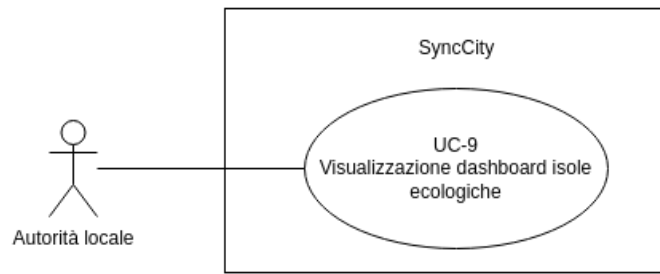 SyncCity
UC-9
Visualizzazione dashboard isole
ecologiche
Autorità locale